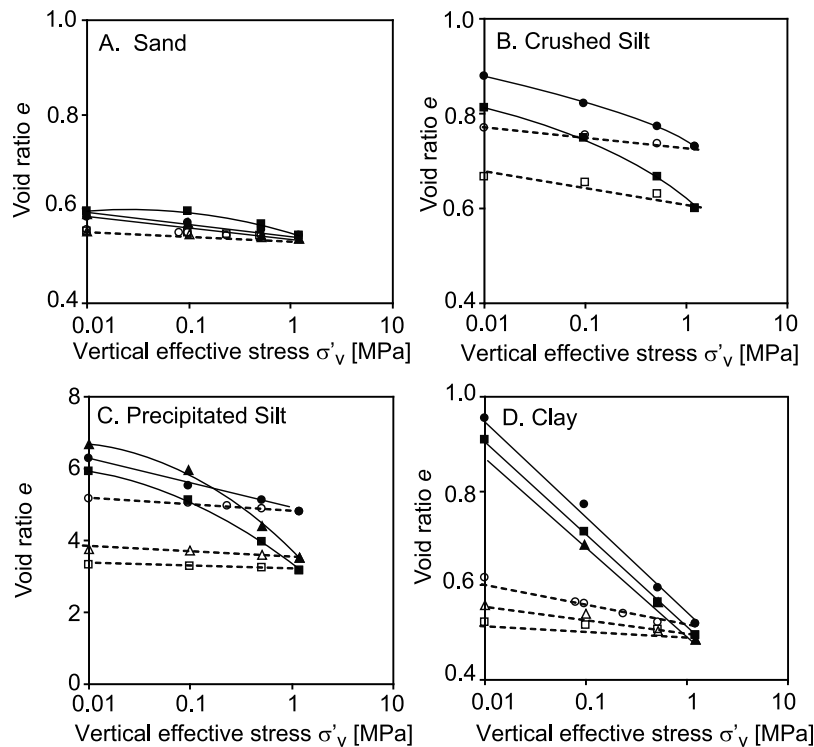 A. Sand
1.0
0.8
0.6
0.4
Void ratio e
0.01
0.1
1
10
Vertical effective stress σ'v [MPa]
B. Crushed Silt
1.0
0.8
0.6
0.4
Void ratio e
0.01
0.1
1
10
Vertical effective stress σ'v [MPa]
C. Precipitated Silt
8
6
4
2
0
Void ratio e
0.01
0.1
1
10
Vertical effective stress σ'v [MPa]
D. Clay
1.0
0.8
0.6
0.4
Void ratio e
0.01
0.1
1
10
Vertical effective stress σ'v [MPa]